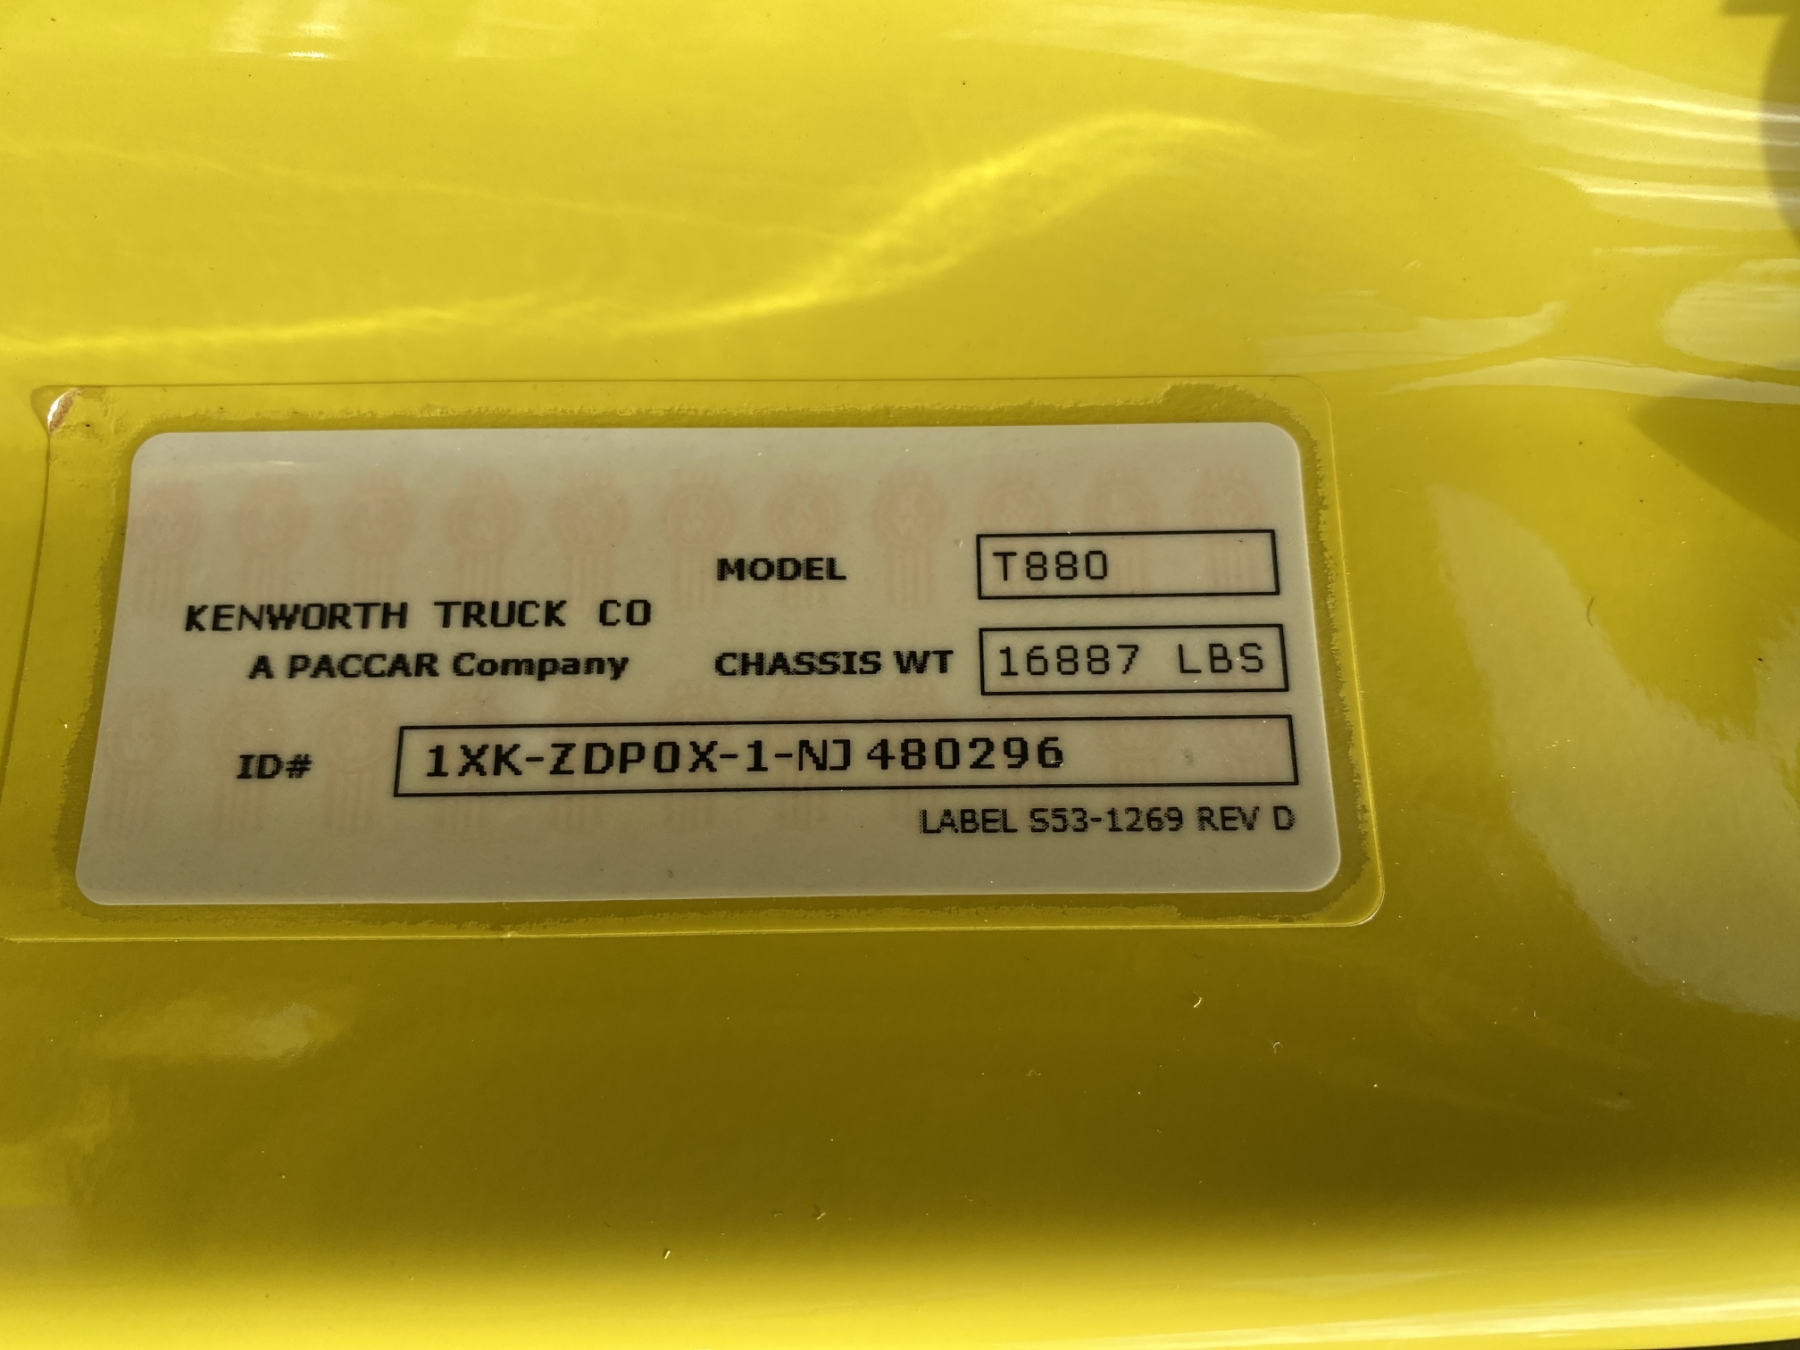 MODEL T880
KENWORTH TRUCK CO
A PACCAR Company CHASSIS WT 16887 LBS
ID# 1XK-ZDP0X-1-NJ480296
LABEL S53-1269 REV D